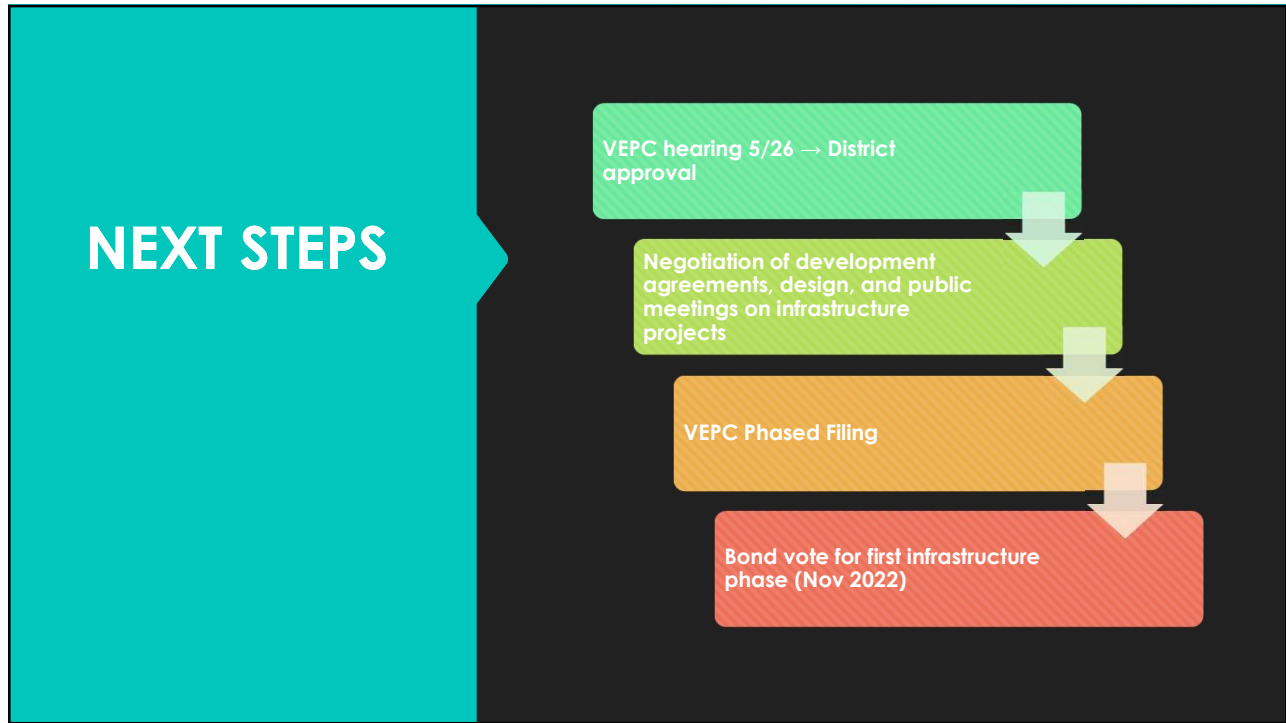 NEXT STEPS
VEPC hearing 5/26 → District
approval
Negotiation of development
agreements, design, and public
meetings on infrastructure
projects
VEPC Phased Filing
Bond vote for first infrastructure
phase (Nov 2022)